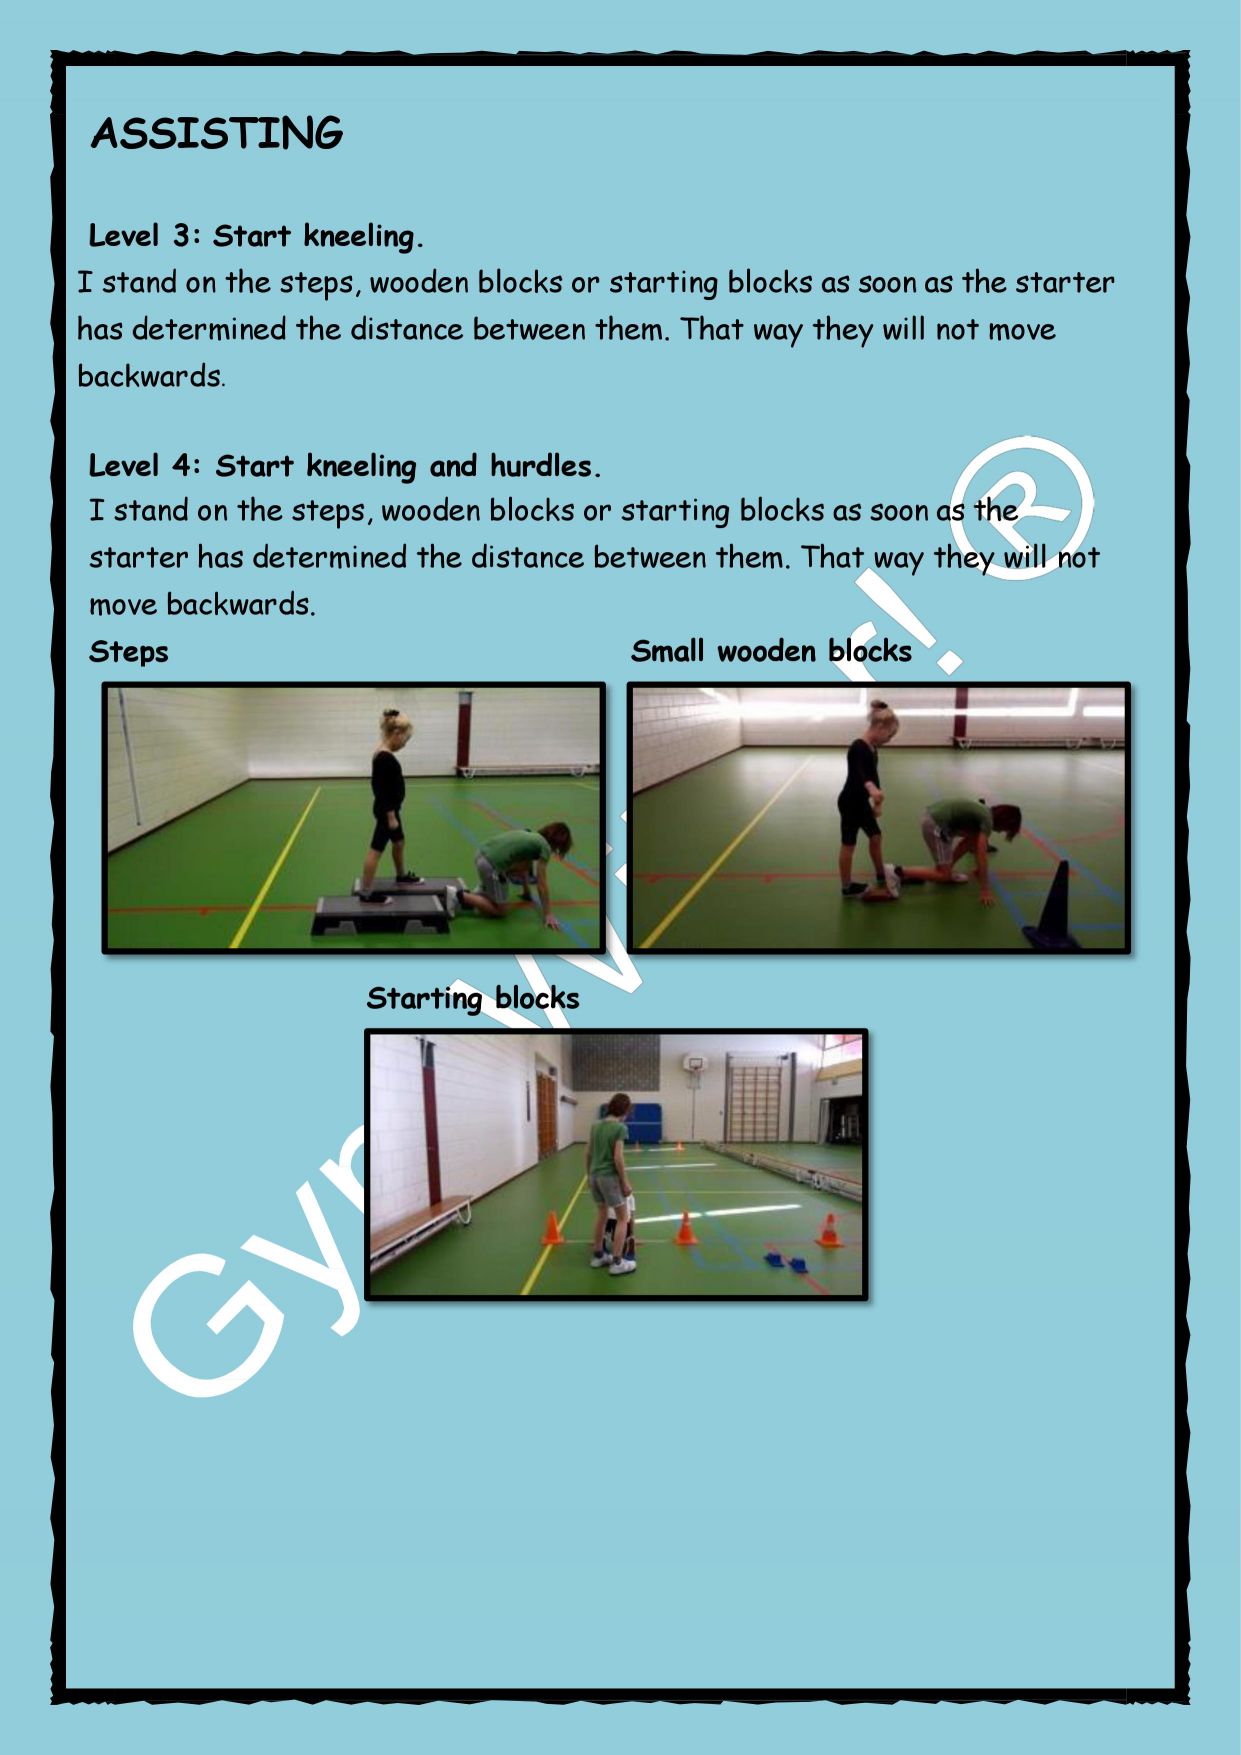 ASSISTING
Level 3: Start kneeling.
I stand on the steps, wooden blocks or starting blocks as soon as the starter
has determined the distance between them. That way they will not move
backwards.
Level 4: Start kneeling and hurdles.
I stand on the steps, wooden blocks or starting blocks as soon as the
starter has determined the distance between them. That way they will not
move backwards.
Steps
Small wooden blocks
Starting blocks